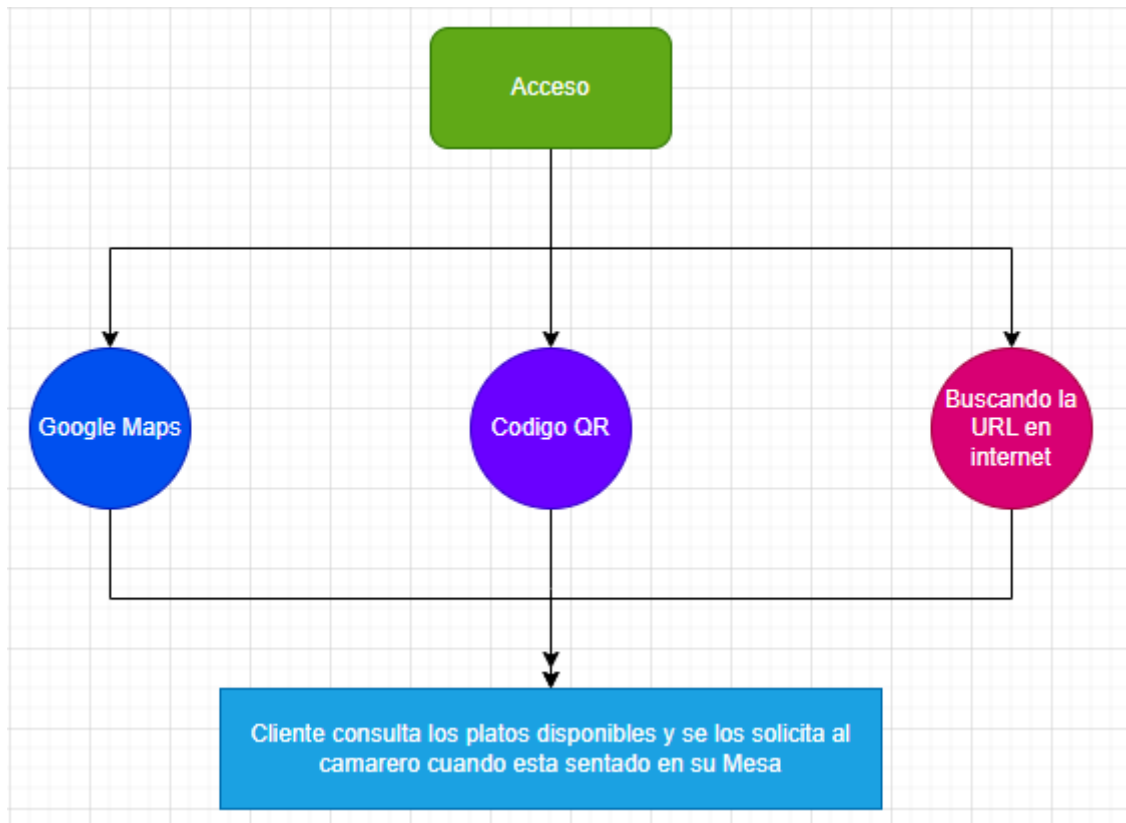 Acceso
Google Maps
Codigo QR
Buscando la
URL en
internet
Cliente consulta los platos disponibles y se los solicita al
camarero cuando esta sentado en su Mesa